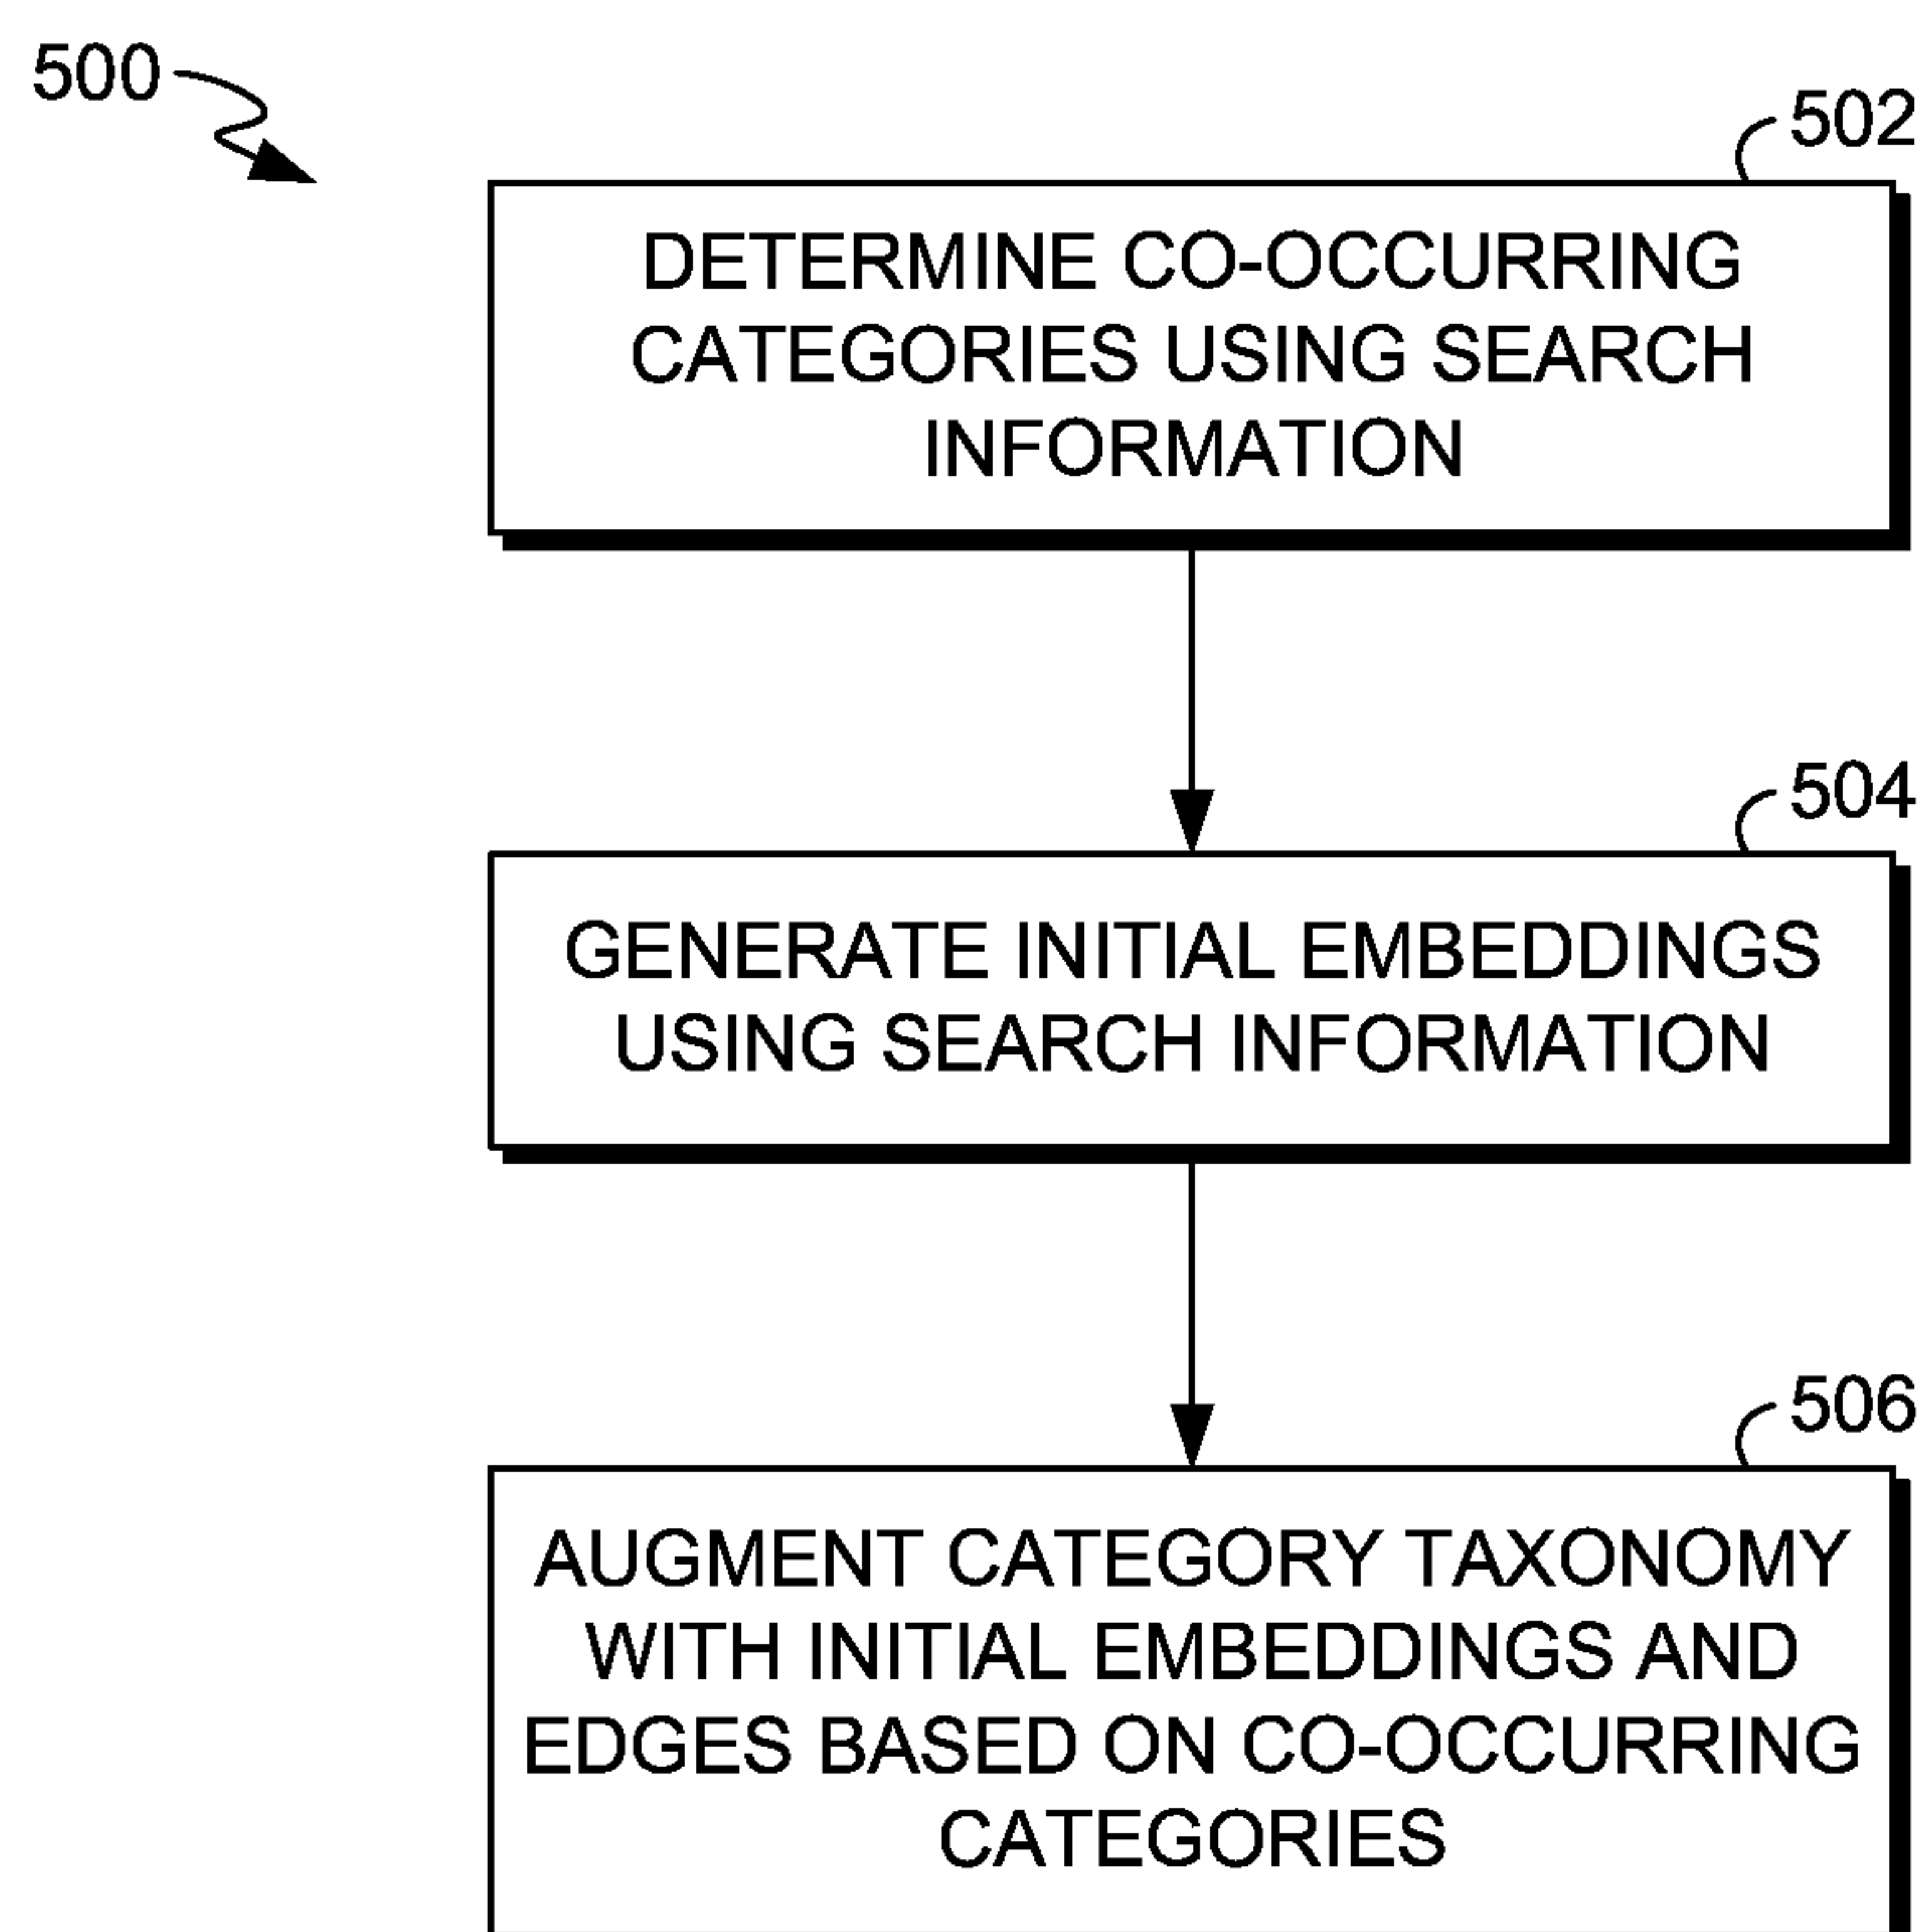 500
502
DETERMINE CO-OCCURRING
CATEGORIES USING SEARCH
INFORMATION
504
GENERATE INITIAL EMBEDDINGS
USING SEARCH INFORMATION
506
AUGMENT CATEGORY TAXONOMY
WITH INITIAL EMBEDDINGS AND
EDGES BASED ON CO-OCCURRING
CATEGORIES